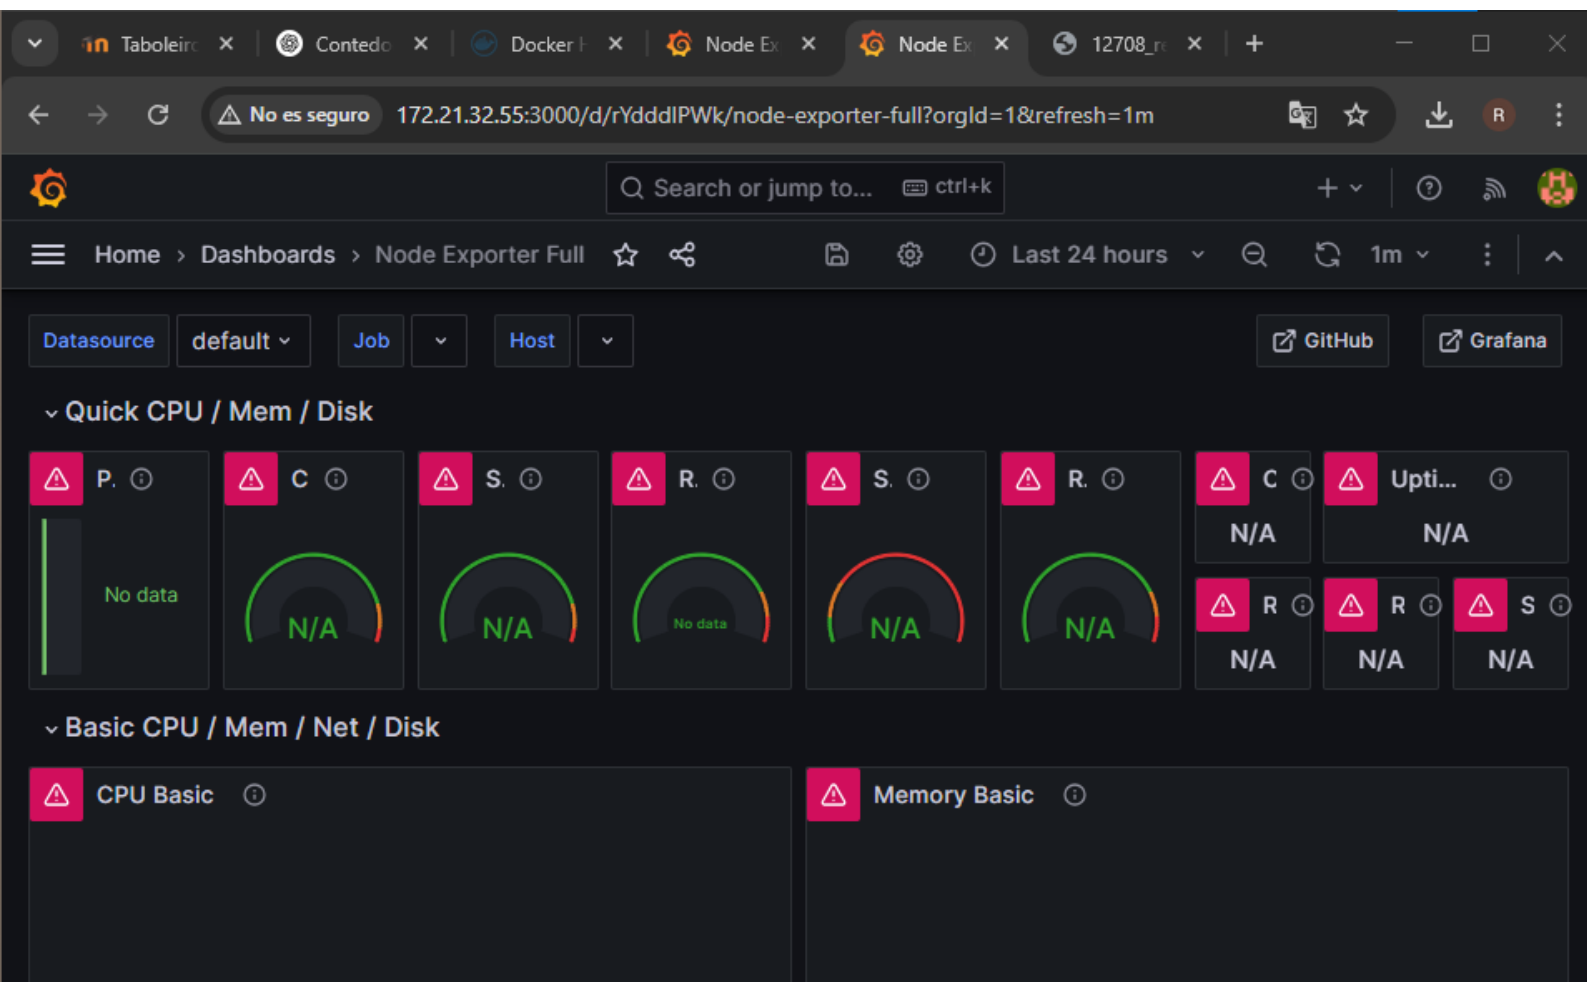 Taboleiro
Contedo
Docker H
Node Ex
Node Ex
12708_re
No es seguro 172.21.32.55:3000/d/rYdddlPWk/node-exporter-full?orgId=1&refresh=1m
R
Search or jump to... ctrl+k
Home › Dashboards › Node Exporter Full
Last 24 hours
1m
Datasource default
Job
Host
GitHub
Grafana
Quick CPU / Mem / Disk
P.
No data
C
N/A
S.
N/A
R.
No data
S.
N/A
R.
N/A
C
N/A
Upti...
N/A
R
N/A
R
N/A
S
N/A
Basic CPU / Mem / Net / Disk
CPU Basic
Memory Basic